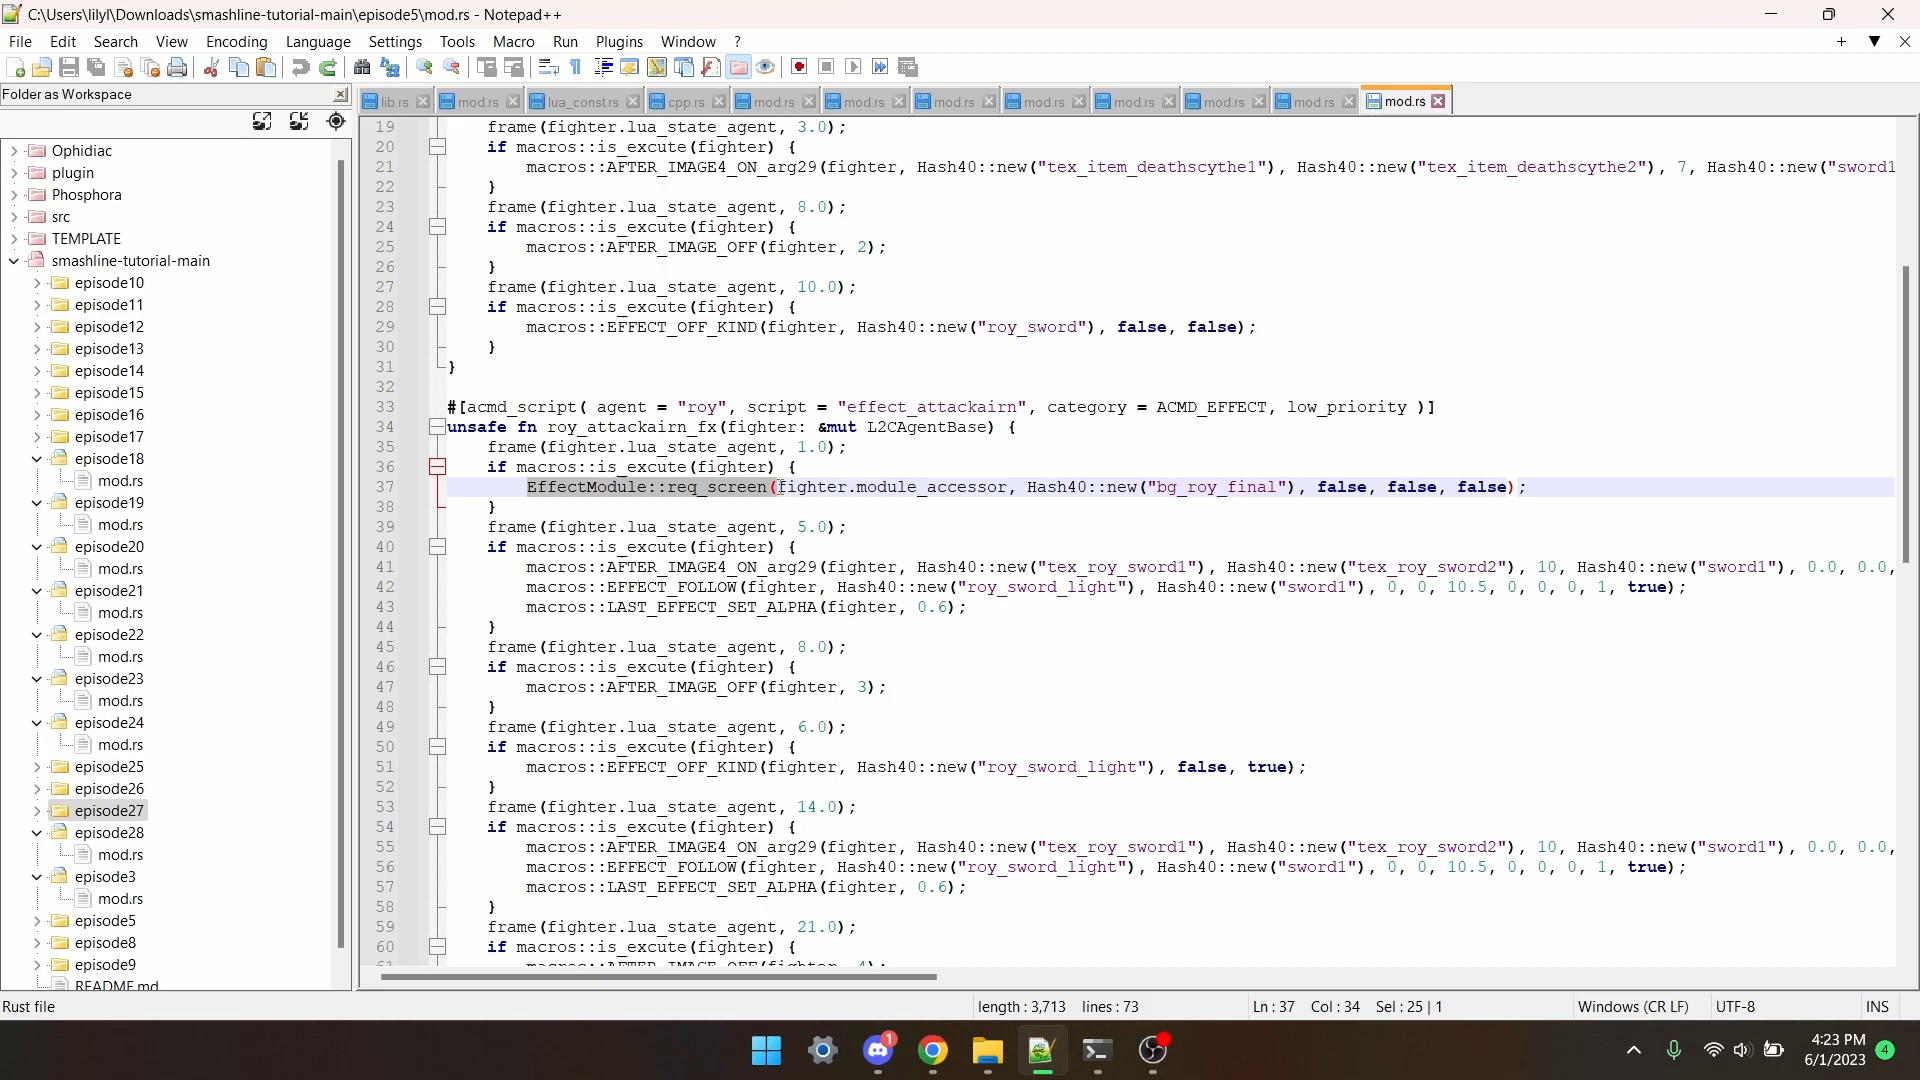 C:\Users\lilyl\Downloads\smashline-tutorial-main\episode5\mod.rs - Notepad++
File Edit Search View Encoding Language Settings Tools Macro Run Plugins Window ?
Folder as Workspace
lib.rs mod.rs lua_const.rs cpp.rs mod.rs mod.rs mod.rs mod.rs mod.rs mod.rs mod.rs mod.rs
Ophidiac
plugin
Phosphora
src
TEMPLATE
smashline-tutorial-main
episode10
episode11
episode12
episode13
episode14
episode15
episode16
episode17
episode18
mod.rs
episode19
mod.rs
episode20
mod.rs
episode21
mod.rs
episode22
mod.rs
episode23
mod.rs
episode24
mod.rs
episode25
episode26
episode27
episode28
mod.rs
episode3
mod.rs
episode5
episode8
episode9
README.md
19 frame(fighter.lua_state_agent, 3.0);
20 if macros::is_excute(fighter) {
21 macros::AFTER_IMAGE4_ON_arg29(fighter, Hash40::new("tex_item_deathscythe1"), Hash40::new("tex_item_deathscythe2"), 7, Hash40::new("sword1
22 }
23 frame(fighter.lua_state_agent, 8.0);
24 if macros::is_excute(fighter) {
25 macros::AFTER_IMAGE_OFF(fighter, 2);
26 }
27 frame(fighter.lua_state_agent, 10.0);
28 if macros::is_excute(fighter) {
29 macros::EFFECT_OFF_KIND(fighter, Hash40::new("roy_sword"), false, false);
30 }
31 }
32
33 #[acmd_script( agent = "roy", script = "effect_attackairn", category = ACMD_EFFECT, low_priority )]
34 unsafe fn roy_attackairn_fx(fighter: &mut L2CAgentBase) {
35 frame(fighter.lua_state_agent, 1.0);
36 if macros::is_excute(fighter) {
37 EffectModule::req_screen(fighter.module_accessor, Hash40::new("bg_roy_final"), false, false, false);
38 }
39 frame(fighter.lua_state_agent, 5.0);
40 if macros::is_excute(fighter) {
41 macros::AFTER_IMAGE4_ON_arg29(fighter, Hash40::new("tex_roy_sword1"), Hash40::new("tex_roy_sword2"), 10, Hash40::new("sword1"), 0.0, 0.0,
42 macros::EFFECT_FOLLOW(fighter, Hash40::new("roy_sword_light"), Hash40::new("sword1"), 0, 0, 10.5, 0, 0, 0, 1, true);
43 macros::LAST_EFFECT_SET_ALPHA(fighter, 0.6);
44 }
45 frame(fighter.lua_state_agent, 8.0);
46 if macros::is_excute(fighter) {
47 macros::AFTER_IMAGE_OFF(fighter, 3);
48 }
49 frame(fighter.lua_state_agent, 6.0);
50 if macros::is_excute(fighter) {
51 macros::EFFECT_OFF_KIND(fighter, Hash40::new("roy_sword_light"), false, true);
52 }
53 frame(fighter.lua_state_agent, 14.0);
54 if macros::is_excute(fighter) {
55 macros::AFTER_IMAGE4_ON_arg29(fighter, Hash40::new("tex_roy_sword1"), Hash40::new("tex_roy_sword2"), 10, Hash40::new("sword1"), 0.0, 0.0,
56 macros::EFFECT_FOLLOW(fighter, Hash40::new("roy_sword_light"), Hash40::new("sword1"), 0, 0, 10.5, 0, 0, 0, 1, true);
57 macros::LAST_EFFECT_SET_ALPHA(fighter, 0.6);
58 }
59 frame(fighter.lua_state_agent, 21.0);
60 if macros::is_excute(fighter) {
Rust file length : 3,713 lines : 73 Ln : 37 Col : 34 Sel : 25 | 1 Windows (CR LF) UTF-8 INS
1
4:23 PM
6/1/2023
4